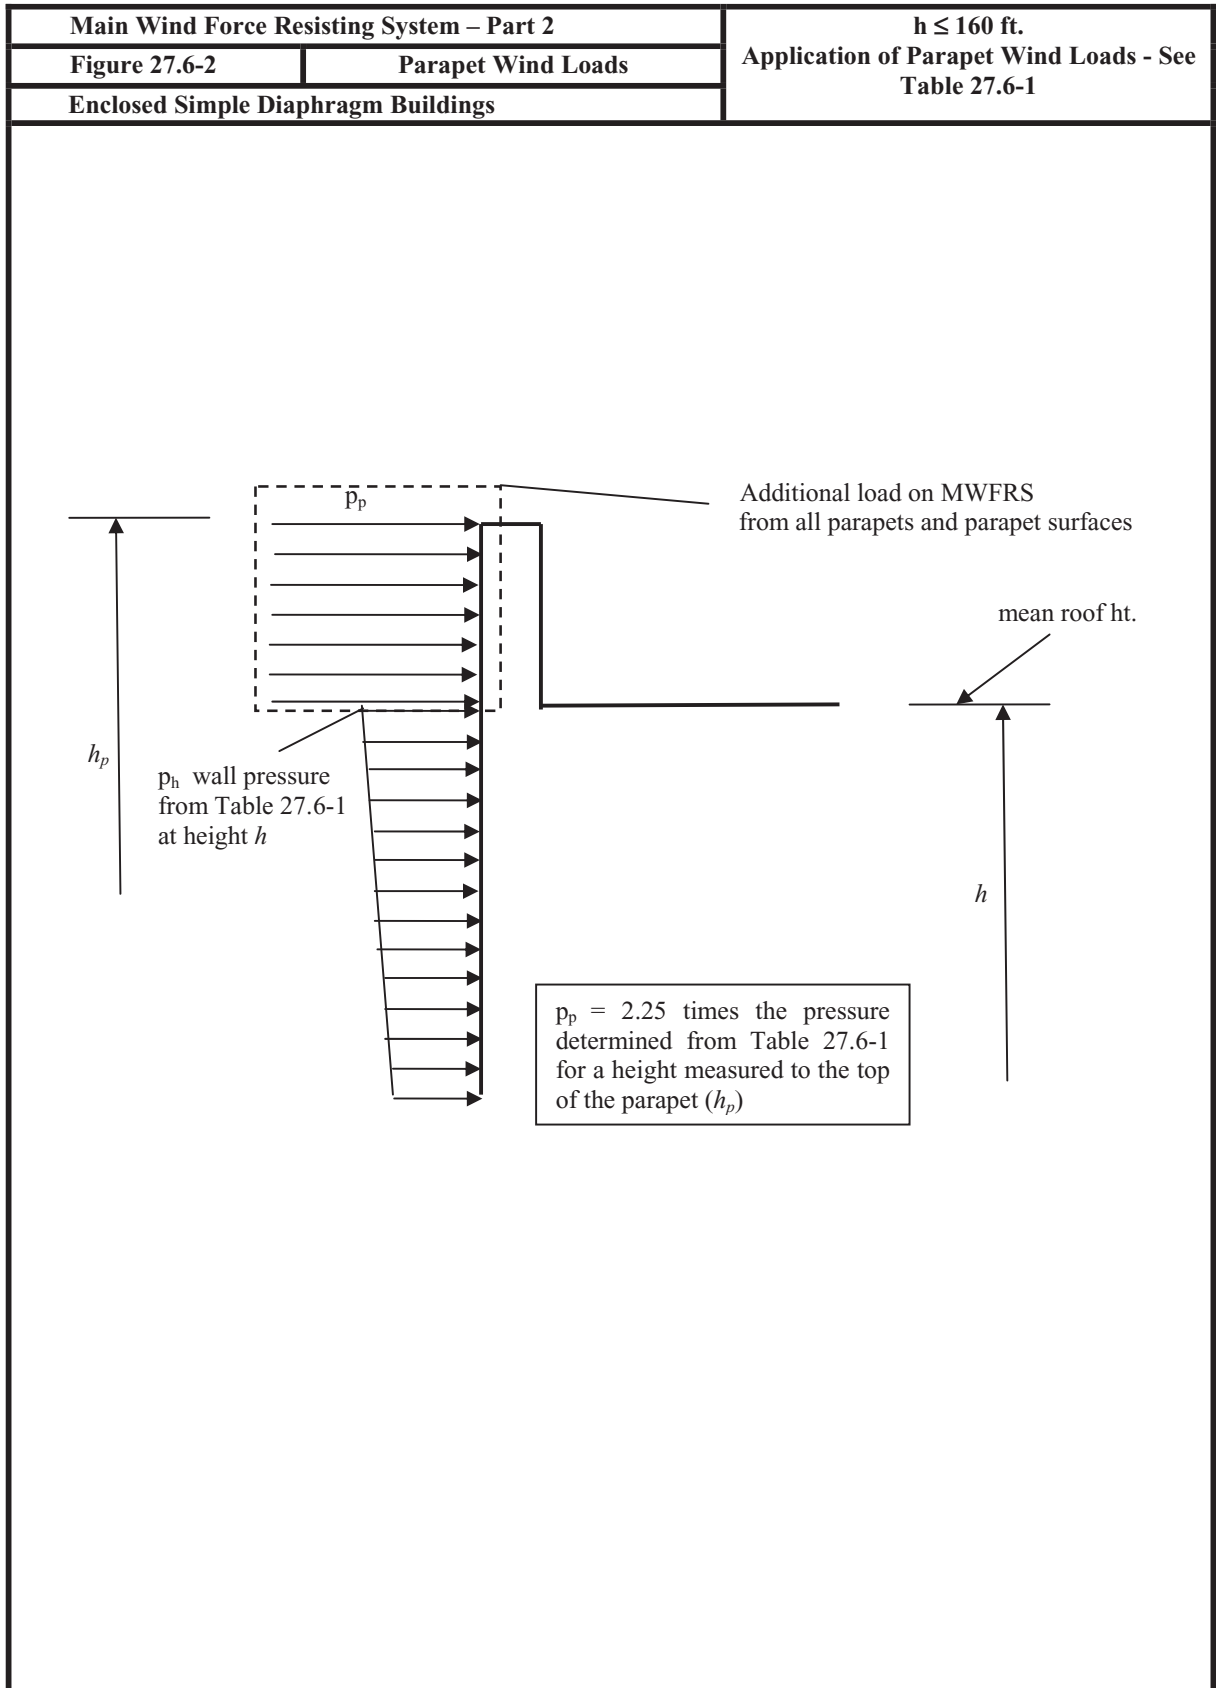 Main Wind Force Resisting System – Part 2
Figure 27.6-2
Parapet Wind Loads
Enclosed Simple Diaphragm Buildings
h ≤ 160 ft.
Application of Parapet Wind Loads - See
Table 27.6-1
pp
Additional load on MWFRS
from all parapets and parapet surfaces
mean roof ht.
hp
ph wall pressure
from Table 27.6-1
at height h
h
pp = 2.25 times the pressure
determined from Table 27.6-1
for a height measured to the top
of the parapet (hp)